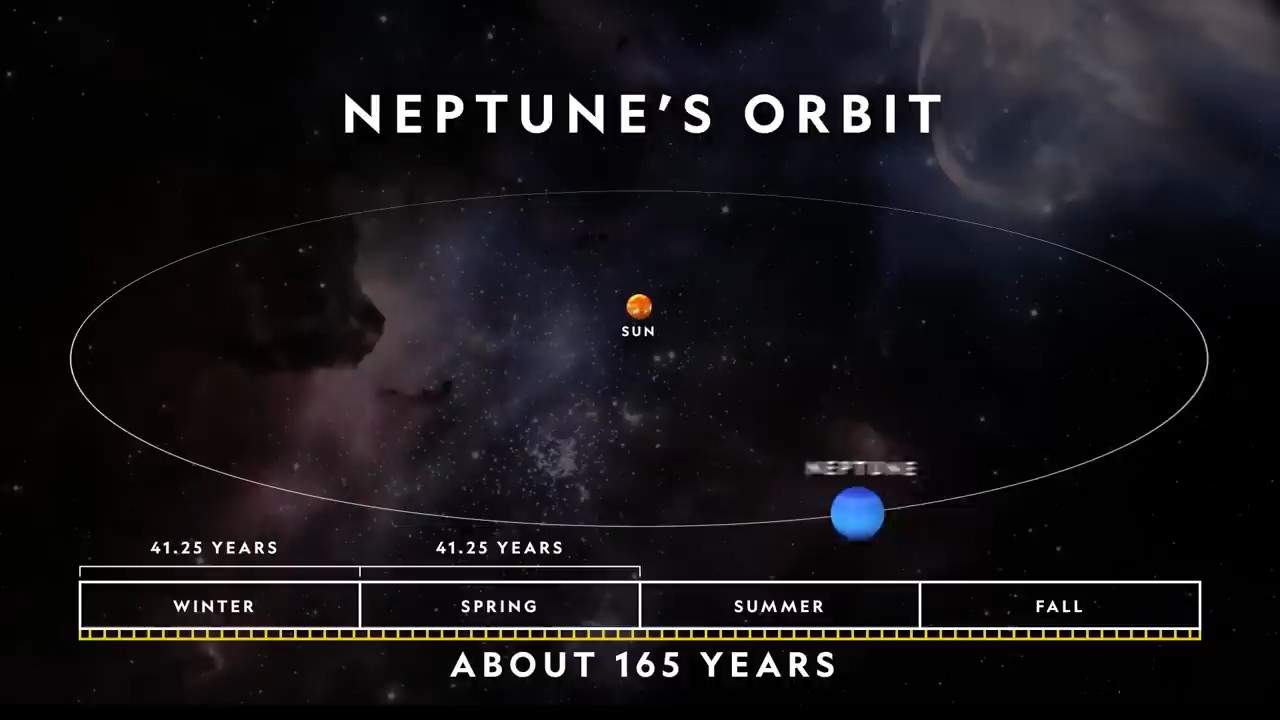 NEPTUNE'S ORBIT
SUN
NEPTUNE
41.25 YEARS 41.25 YEARS
WINTER SPRING SUMMER FALL
ABOUT 165 YEARS